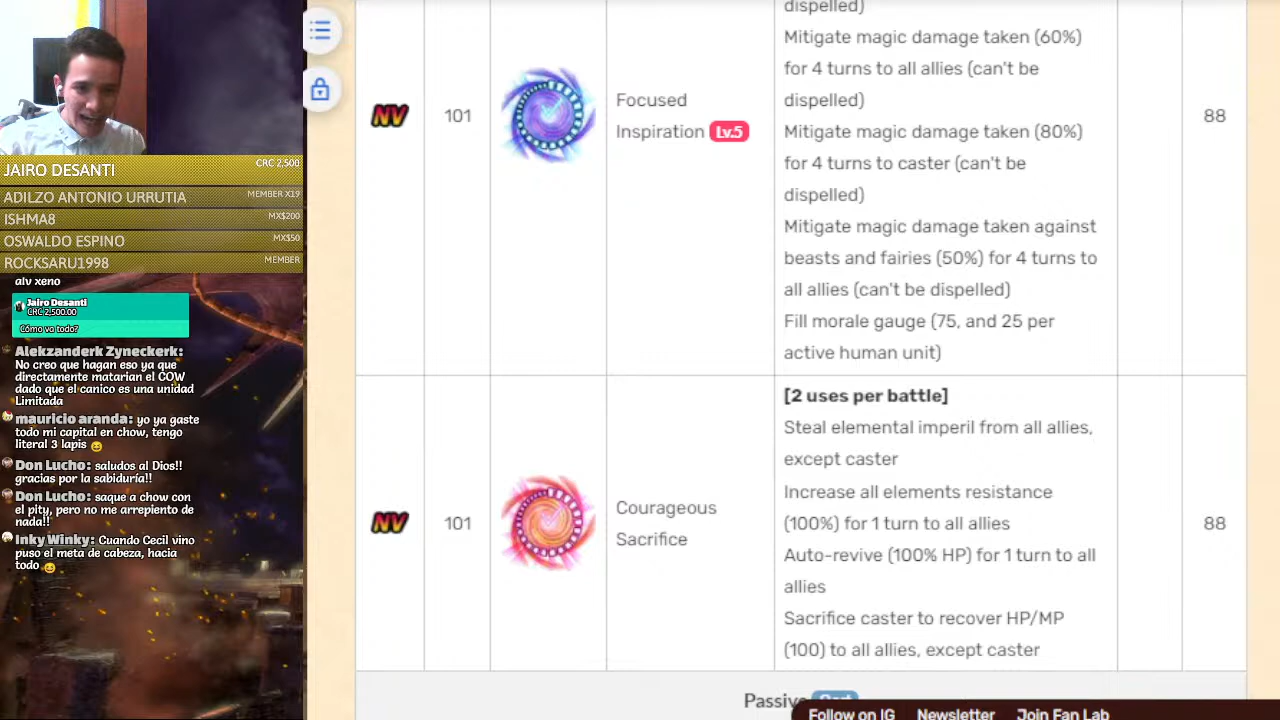 JAIRO DESANTI CRC 2,500
ADILZO ANTONIO URRUTIA MEMBER X19
ISHMA8 MX$200
OSWALDO ESPINO MX$50
ROCKSARU1998 MEMBER
alv xeno
Jairo Desanti
CRC 2,500.00
Cómo va todo?
Alekzanderk Zyneckerk:
No creo que hagan eso ya que
directamente matarian el COW
dado que el canico es una unidad
Limitada
mauricio aranda: yo ya gaste
todo mi capital en chow, tengo
literal 3 lapis
Don Lucho: saludos al Dios!!
gracias por la sabiduría!!
Don Lucho: saque a chow con
el pity, pero no me arrepiento de
nada!!
Inky Winky: Cuando Cecil vino
puso el meta de cabeza, hacia
todo
NV
101
Focused
Inspiration Lv.5
dispelled)
Mitigate magic damage taken (60%)
for 4 turns to all allies (can't be
dispelled)
Mitigate magic damage taken (80%)
for 4 turns to caster (can't be
dispelled)
Mitigate magic damage taken against
beasts and fairies (50%) for 4 turns to
all allies (can't be dispelled)
Fill morale gauge (75, and 25 per
active human unit)
88
NV
101
Courageous
Sacrifice
[2 uses per battle]
Steal elemental imperil from all allies,
except caster
Increase all elements resistance
(100%) for 1 turn to all allies
Auto-revive (100% HP) for 1 turn to all
allies
Sacrifice caster to recover HP/MP
(100) to all allies, except caster
88
Passive
Follow on IG Newsletter Join Fan Lab